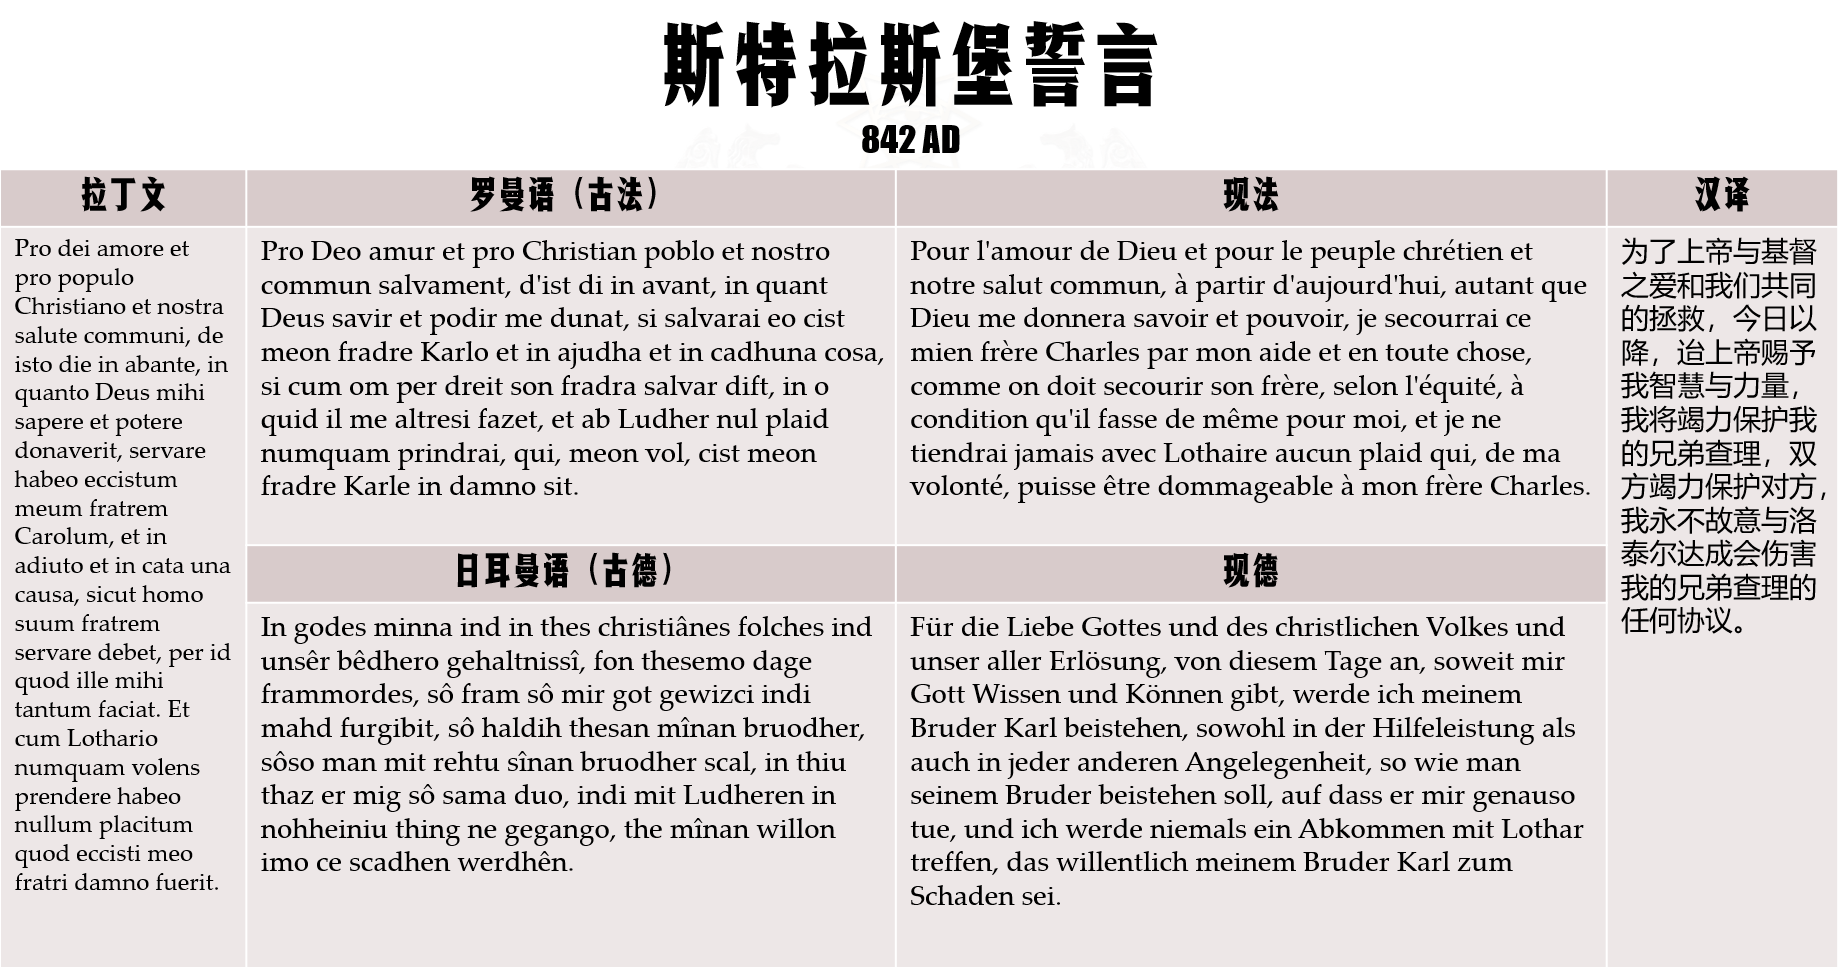 斯特拉斯堡誓言
842 AD
拉丁文
Pro dei amore et
pro populo
Christiano et nostra
salute communi, de
isto die in abante, in
quanto Deus mihi
sapere et potere
donaverit, servare
habeo eccistum
meum fratrem
Carolum, et in
adiuto et in cata una
causa, sicut homo
suum fratrem
servare debet, per id
quod ille mihi
tantum faciat. Et
cum Lothario
numquam volens
prendere habeo
nullum placitum
quod eccisti meo
fratri damno fuerit.
罗曼语（古法）
Pro Deo amur et pro Christian poblo et nostro
commun salvament, d'ist di in avant, in quant
Deus savir et podir me dunat, si salvarai eo cist
meon fradre Karlo et in ajudha et in cadhuna cosa,
si cum om per dreit son fradra salvar dift, in o
quid il me altresi fazet, et ab Ludher nul plaid
numquam prindrai, qui, meon vol, cist meon
fradre Karle in damno sit.
现法
Pour l'amour de Dieu et pour le peuple chrétien et
notre salut commun, à partir d'aujourd'hui, autant que
Dieu me donnera savoir et pouvoir, je secourrai ce
mien frère Charles par mon aide et en toute chose,
comme on doit secourir son frère, selon l'équité, à
condition qu'il fasse de même pour moi, et je ne
tiendrai jamais avec Lothaire aucun plaid qui, de ma
volonté, puisse être dommageable à mon frère Charles.
日耳曼语（古德）
In godes minna ind in thes christiânes folches ind
unsêr bêdhero gehaltnissî, fon thesemo dage
frammordes, sô fram sô mir got gewizci indi
mahd furgibit, sô haldih thesan mînan bruodher,
sôso man mit rehtu sînan bruodher scal, in thiu
thaz er mig sô sama duo, indi mit Ludheren in
nohheiniu thing ne gegango, the mînan willon
imo ce scadhen werdhên.
现德
Für die Liebe Gottes und des christlichen Volkes und
unser aller Erlösung, von diesem Tage an, soweit mir
Gott Wissen und Können gibt, werde ich meinem
Bruder Karl beistehen, sowohl in der Hilfeleistung als
auch in jeder anderen Angelegenheit, so wie man
seinem Bruder beistehen soll, auf dass er mir genauso
tue, und ich werde niemals ein Abkommen mit Lothar
treffen, das willentlich meinem Bruder Karl zum
Schaden sei.
汉译
为了上帝与基督
之爱和我们共同
的拯救，今日以
降，迨上帝赐予
我智慧与力量，
我将竭力保护我
的兄弟查理，双
方竭力保护对方，
我永不故意与洛
泰尔达成会伤害
我的兄弟查理的
任何协议。